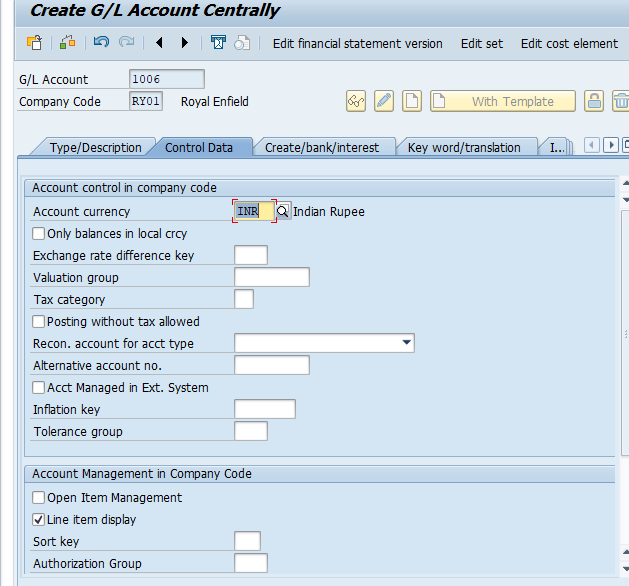 Create G/L Account Centrally
Edit financial statement version Edit set Edit cost element
G/L Account 1006
Company Code RY01 Royal Enfield
With Template
Type/Description Control Data Create/bank/interest Key word/translation I...
Account control in company code
Account currency INR Indian Rupee
Only balances in local crcy
Exchange rate difference key
Valuation group
Tax category
Posting without tax allowed
Recon. account for acct type
Alternative account no.
Acct Managed in Ext. System
Inflation key
Tolerance group
Account Management in Company Code
Open Item Management
Line item display
Sort key
Authorization Group